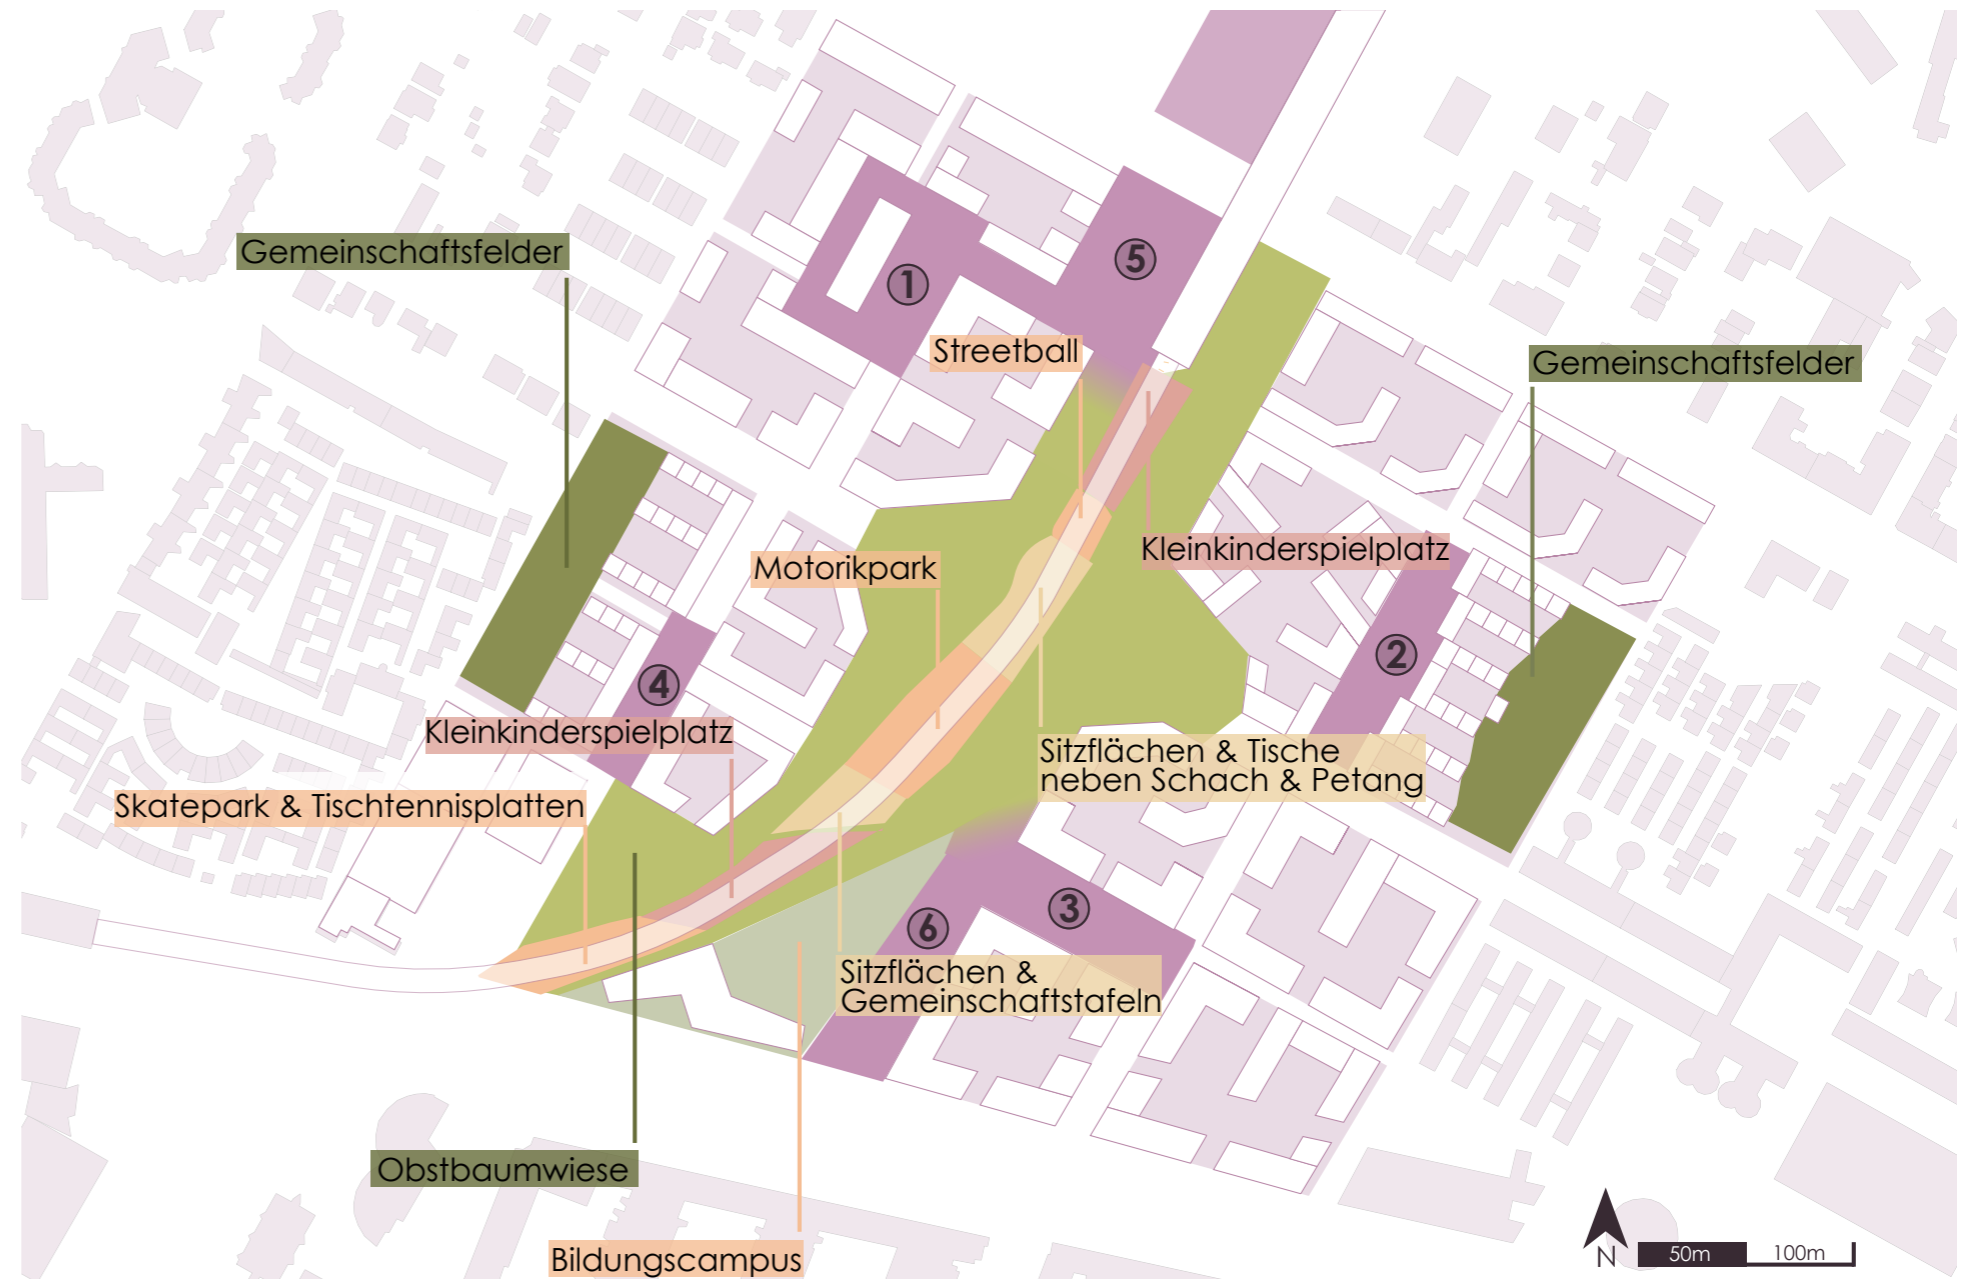 Gemeinschaftsfelder
⑤
①
Streetball
Gemeinschaftsfelder
Kleinkinderspielplatz
Motorikpark
②
④
Kleinkinderspielplatz
Sitzflächen & Tische
neben Schach & Petang
Skatepark & Tischtennisplatten
③
⑥
Sitzflächen &
Gemeinschaftstafeln
Obstbaumwiese
Bildungscampus
N
50m
100m